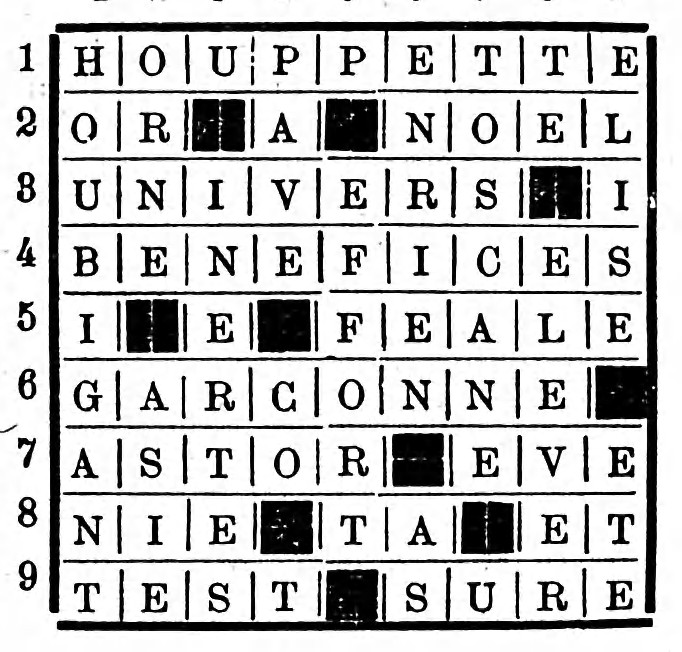 1 H O U P P E T T E
2 O R A N O E L
3 U N I V E R S I
4 B E N E F I C E S
5 I E F E A L E
6 G A R C O N N E
7 A S T O R E V E
8 N I E T A E T
9 T E S T S U R E